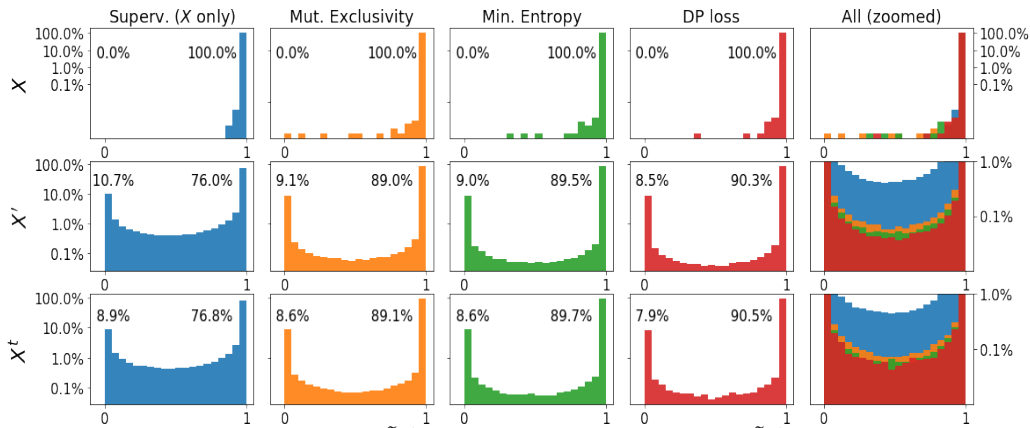 Superv. (X only) Mut. Exclusivity Min. Entropy DP loss All (zoomed)
X 100.0% 10.0% 1.0% 0.1% 0.0% 100.0% 0.0% 100.0% 0.0% 100.0% 0.0% 100.0% 100.0% 10.0% 1.0% 0.1%
0 1 0 1 0 1 0 1 0 1
X′ 100.0% 10.0% 1.0% 0.1% 10.7% 76.0% 9.1% 89.0% 9.0% 89.5% 8.5% 90.3% 1.0% 0.1%
0 1 0 1 0 1 0 1 0 1
Xᵗ 100.0% 10.0% 1.0% 0.1% 8.9% 76.8% 8.6% 89.1% 8.6% 89.7% 7.9% 90.5% 1.0% 0.1%
0 1 0 1 0 1 0 1 0 1